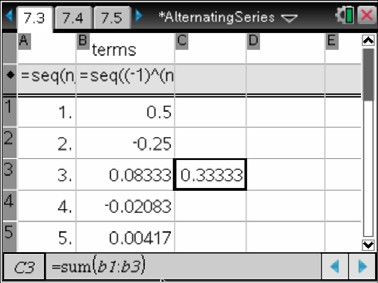 7.3 7.4 7.5 *AlternatingSeries
A B terms C D E
=seq(n, =seq((-1)^(n
1 1. 0.5
2 2. -0.25
3 3. 0.08333 0.33333
4 4. -0.02083
5 5. 0.00417
C3 =sum(b1:b3)